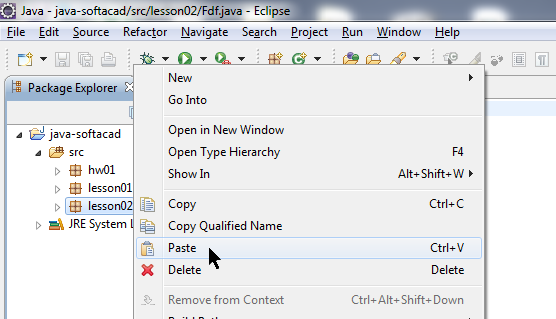 Java - java-softacad/src/lesson02/Fdf.java - Eclipse
File Edit Source Refactor Navigate Search Project Run Window Help
Package Explorer
java-softacad
src
hw01
lesson01
lesson02
JRE System L
New
Go Into
Open in New Window
Open Type Hierarchy F4
Show In Alt+Shift+W
Copy Ctrl+C
Copy Qualified Name
Paste Ctrl+V
Delete Delete
Remove from Context Ctrl+Alt+Shift+Down